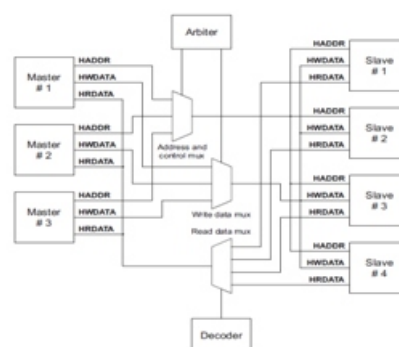 Arbiter
Master
# 1
HADDR
HWDATA
HRDATA
Master
# 2
HADDR
HWDATA
HRDATA
Master
# 3
HADDR
HWDATA
HRDATA
Address and
control mux
Write data mux
Read data mux
Decoder
HADDR
HWDATA
HRDATA
Slave
# 1
HADDR
HWDATA
HRDATA
Slave
# 2
HADDR
HWDATA
HRDATA
Slave
# 3
HADDR
HWDATA
HRDATA
Slave
# 4